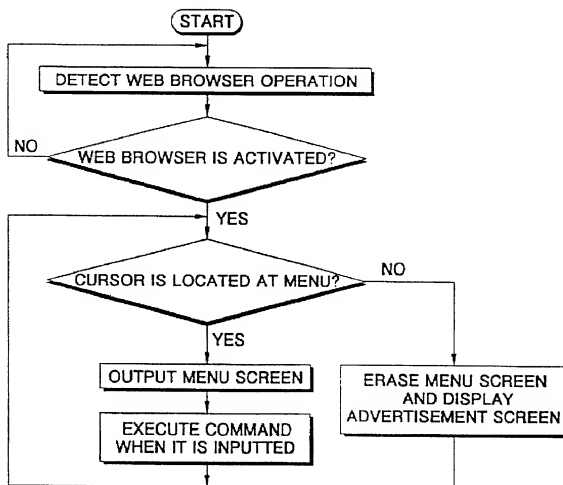 START
DETECT WEB BROWSER OPERATION
NO
WEB BROWSER IS ACTIVATED?
YES
CURSOR IS LOCATED AT MENU?
NO
YES
OUTPUT MENU SCREEN
ERASE MENU SCREEN
AND DISPLAY
ADVERTISEMENT SCREEN
EXECUTE COMMAND
WHEN IT IS INPUTTED